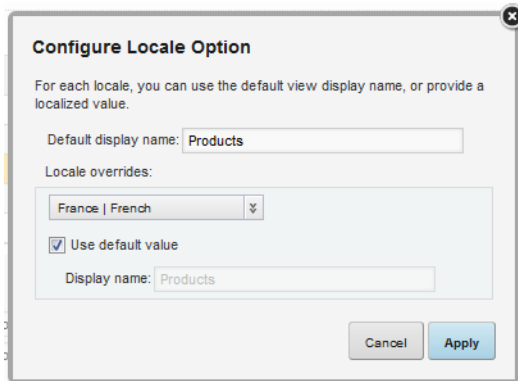 Configure Locale Option
For each locale, you can use the default view display name, or provide a
localized value.
Default display name: Products
Locale overrides:
France | French
Use default value
Display name: Products
Cancel Apply